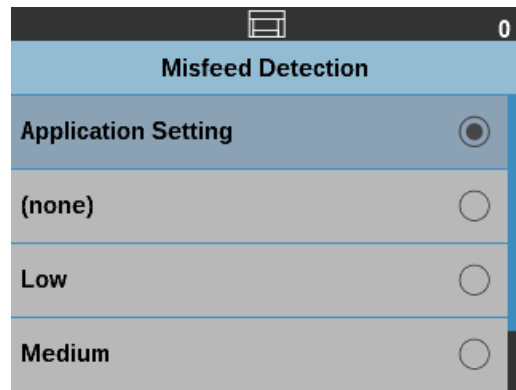 0
Misfeed Detection
Application Setting
(none)
Low
Medium